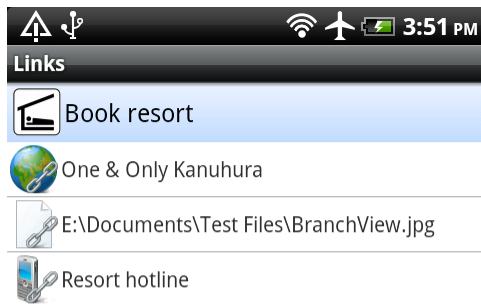 3:51 PM
Links
Book resort
One & Only Kanuhura
E:\Documents\Test Files\BranchView.jpg
Resort hotline